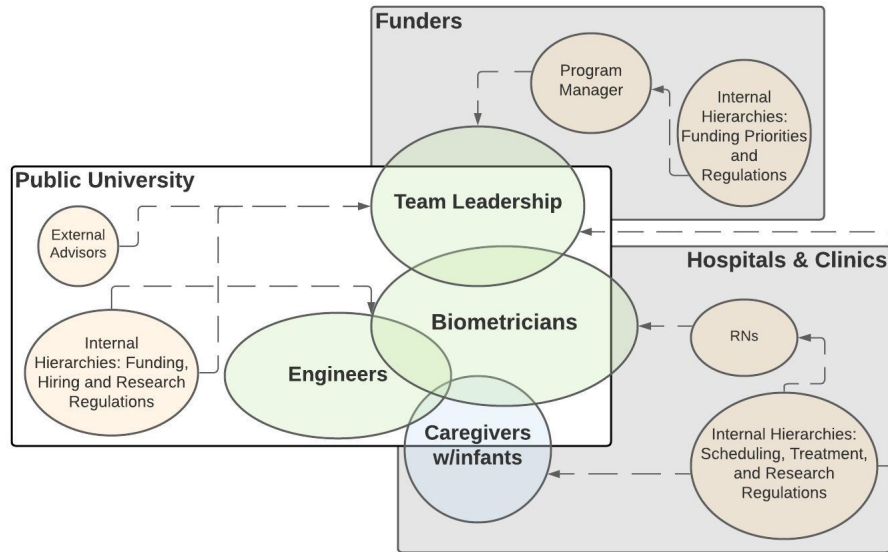 Funders
Program
Manager
Internal
Hierarchies:
Funding Priorities
and
Regulations
Public University
Team Leadership
External
Advisors
Hospitals & Clinics
Biometricians
RNs
Internal
Hierarchies: Funding,
Hiring and Research
Regulations
Engineers
Caregivers
w/infants
Internal Hierarchies:
Scheduling, Treatment,
and Research
Regulations